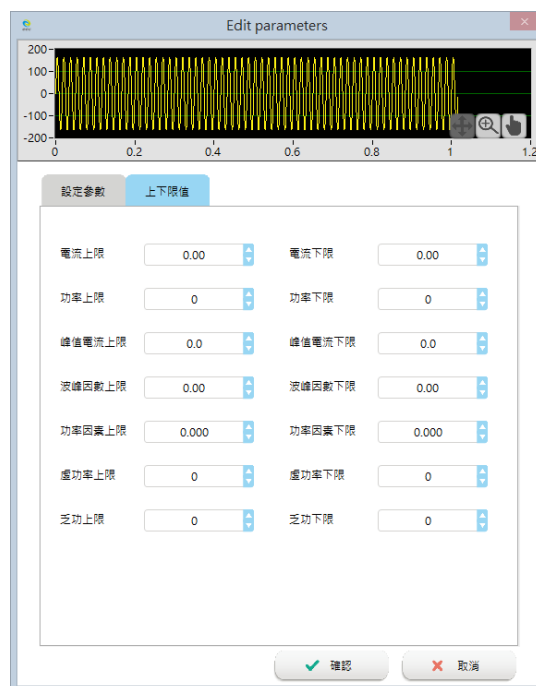 Edit parameters
200
100
0
-100
-200
0 0.2 0.4 0.6 0.8 1 1.2
設定參數 上下限值
電流上限 0.00 電流下限 0.00
功率上限 0 功率下限 0
峰值電流上限 0.0 峰值電流下限 0.0
波峰因數上限 0.00 波峰因數下限 0.00
功率因素上限 0.000 功率因素下限 0.000
虛功率上限 0 虛功率下限 0
乏功上限 0 乏功下限 0
確認 取消